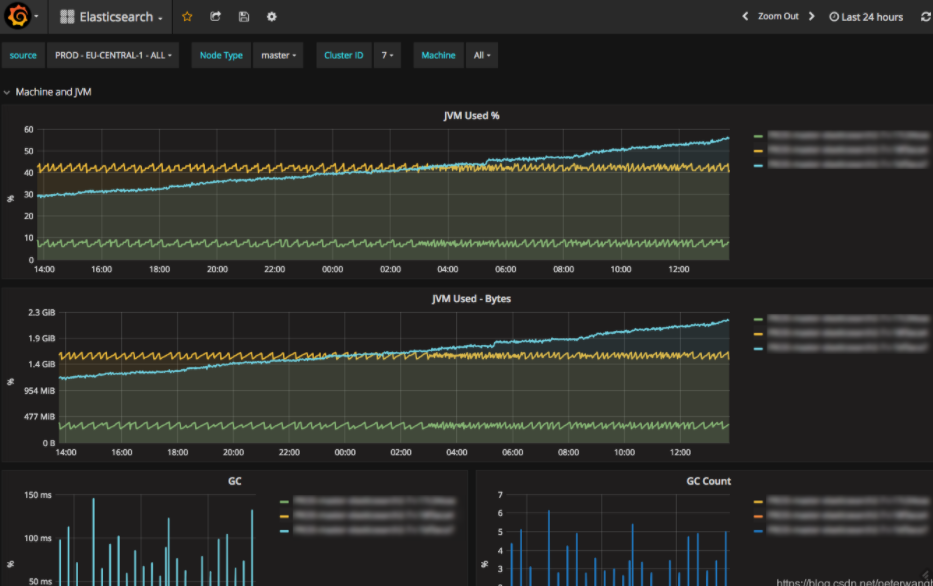 Elasticsearch
Zoom Out
Last 24 hours
source PROD - EU-CENTRAL-1 - ALL Node Type master Cluster ID 7 Machine All
Machine and JVM
JVM Used %
60
50
40
30
20
10
0
%
14:00 16:00 18:00 20:00 22:00 00:00 02:00 04:00 06:00 08:00 10:00 12:00
JVM Used - Bytes
2.3 GiB
1.9 GiB
1.4 GiB
954 MiB
477 MiB
0 B
%
14:00 16:00 18:00 20:00 22:00 00:00 02:00 04:00 06:00 08:00 10:00 12:00
GC
150 ms
100 ms
50 ms
%
GC Count
7
6
5
4
3
%